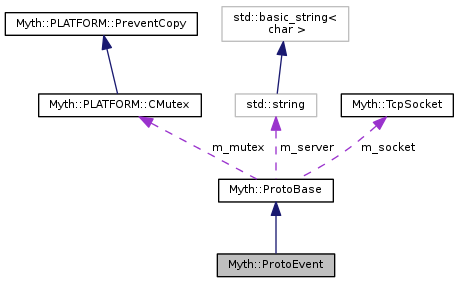 Myth::PLATFORM::PreventCopy
std::basic_string<
char >
Myth::PLATFORM::CMutex
std::string
Myth::TcpSocket
m_mutex
m_server
m_socket
Myth::ProtoBase
Myth::ProtoEvent